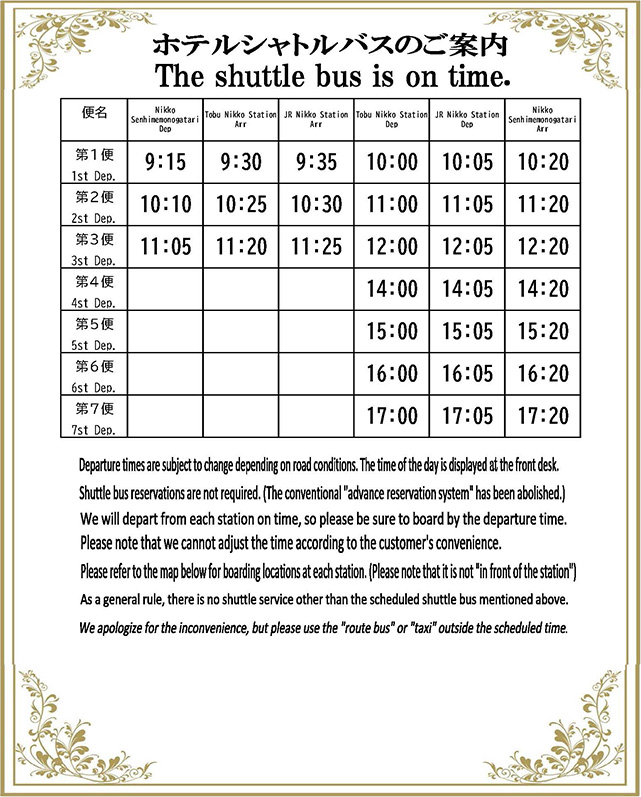 ホテルシャトルバスのご案内
The shuttle bus is on time.
便名 Nikko Senhimemonogatari Dep Tobu Nikko Station Arr JR Nikko Station Arr Tobu Nikko Station Dep JR Nikko Station Dep Nikko Senhimemonogatari Arr
第1便 1st Dep. 9:15 9:30 9:35 10:00 10:05 10:20
第2便 2st Dep. 10:10 10:25 10:30 11:00 11:05 11:20
第3便 3st Dep. 11:05 11:20 11:25 12:00 12:05 12:20
第4便 4st Dep. 14:00 14:05 14:20
第5便 5st Dep. 15:00 15:05 15:20
第6便 6st Dep. 16:00 16:05 16:20
第7便 7st Dep. 17:00 17:05 17:20
Departure times are subject to change depending on road conditions. The time of the day is displayed at the front desk.
Shuttle bus reservations are not required. (The conventional "advance reservation system" has been abolished.)
We will depart from each station on time, so please be sure to board by the departure time.
Please note that we cannot adjust the time according to the customer's convenience.
Please refer to the map below for boarding locations at each station. (Please note that it is not "in front of the station")
As a general rule, there is no shuttle service other than the scheduled shuttle bus mentioned above.
We apologize for the inconvenience, but please use the "route bus" or "taxi" outside the scheduled time.